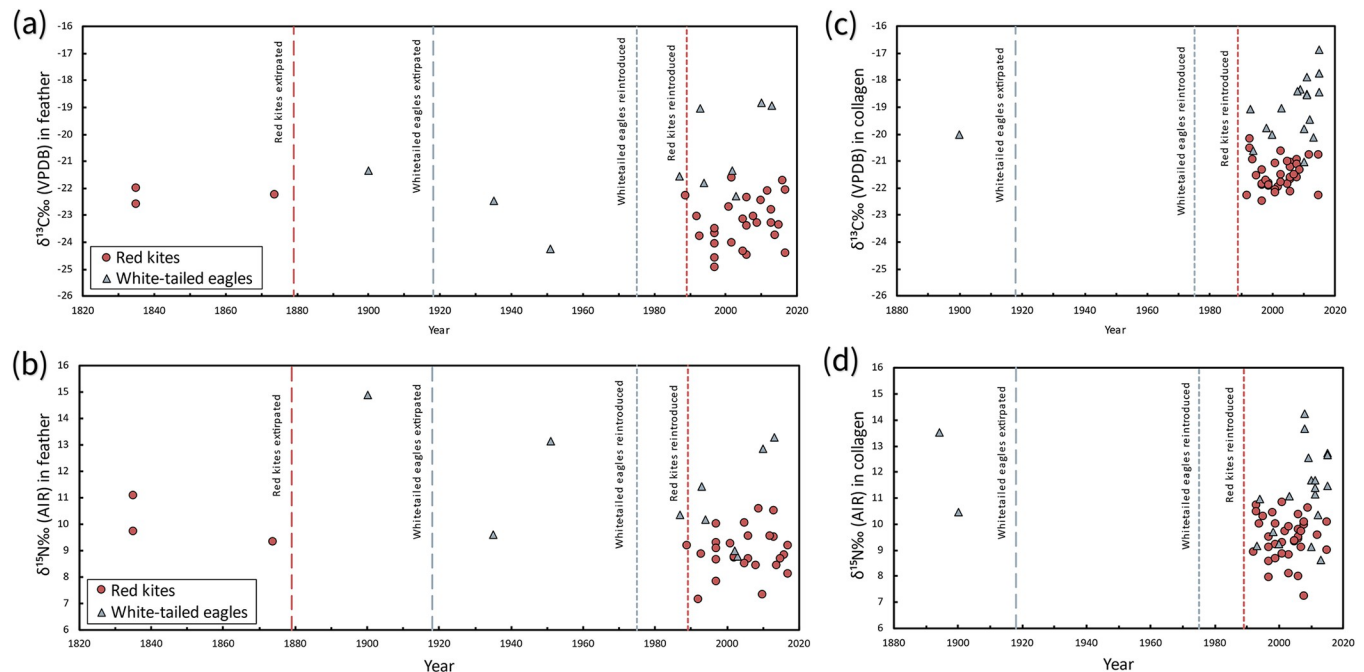 (a)
δ¹³C‰ (VPDB) in feather
-16
-17
-18
-19
-20
-21
-22
-23
-24
-25
-26
Red kites extirpated
Whitetailed eagles extirpated
Whitetailed eagles reintroduced
Red kites reintroduced
Red kites
White-tailed eagles
1820 1840 1860 1880 1900 1920 1940 1960 1980 2000 2020
Year
(c)
δ¹³C‰ (VPDB) in collagen
-16
-17
-18
-19
-20
-21
-22
-23
-24
-25
-26
Whitetailed eagles extirpated
Whitetailed eagles reintroduced
Red kites reintroduced
1880 1900 1920 1940 1960 1980 2000 2020
Year
(b)
δ¹⁵N‰ (AIR) in feather
16
15
14
13
12
11
10
9
8
7
6
Red kites extirpated
Whitetailed eagles extirpated
Whitetailed eagles reintroduced
Red kites reintroduced
Red kites
White-tailed eagles
1820 1840 1860 1880 1900 1920 1940 1960 1980 2000 2020
Year
(d)
δ¹⁵N‰ (AIR) in collagen
16
15
14
13
12
11
10
9
8
7
6
Whitetailed eagles extirpated
Whitetailed eagles reintroduced
Red kites reintroduced
1880 1900 1920 1940 1960 1980 2000 2020
Year